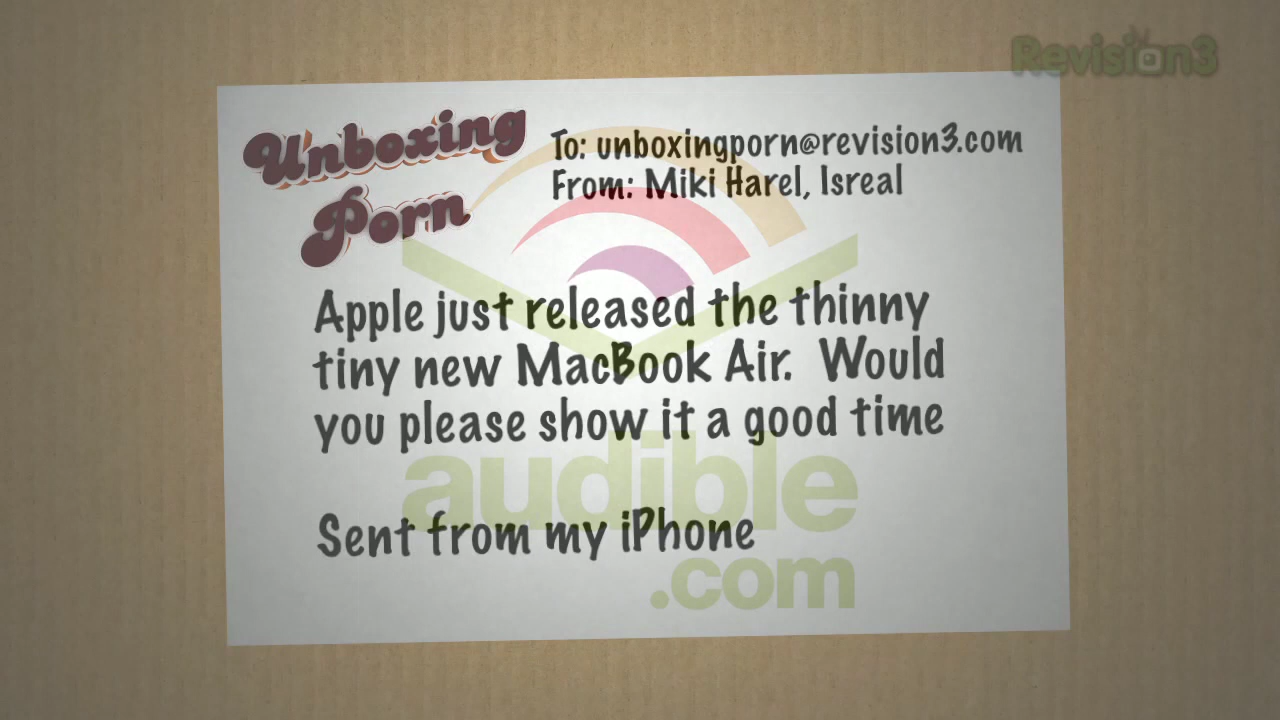 Revision3
Unboxing
Porn
To: unboxingporn@revision3.com
From: Miki Harel, Isreal
Apple just released the thinny
tiny new MacBook Air. Would
you please show it a good time
Sent from my iPhone
audible
.com